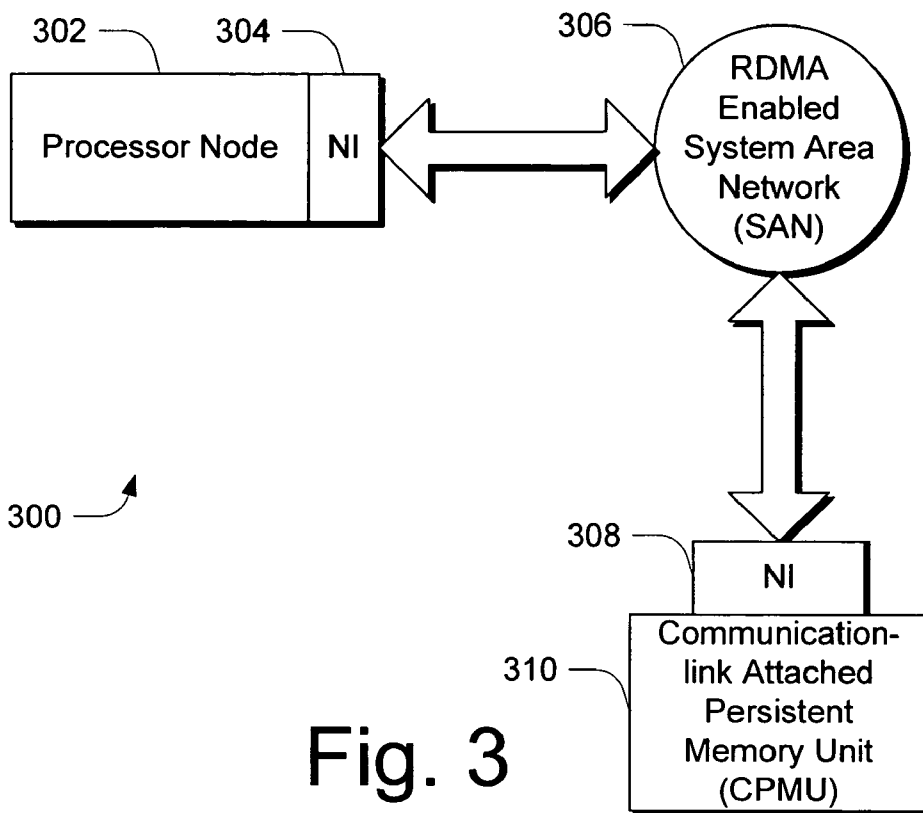 302
304
306
Processor Node
NI
RDMA
Enabled
System Area
Network
(SAN)
300
308
NI
310
Communication-
link Attached
Persistent
Memory Unit
(CPMU)
Fig. 3